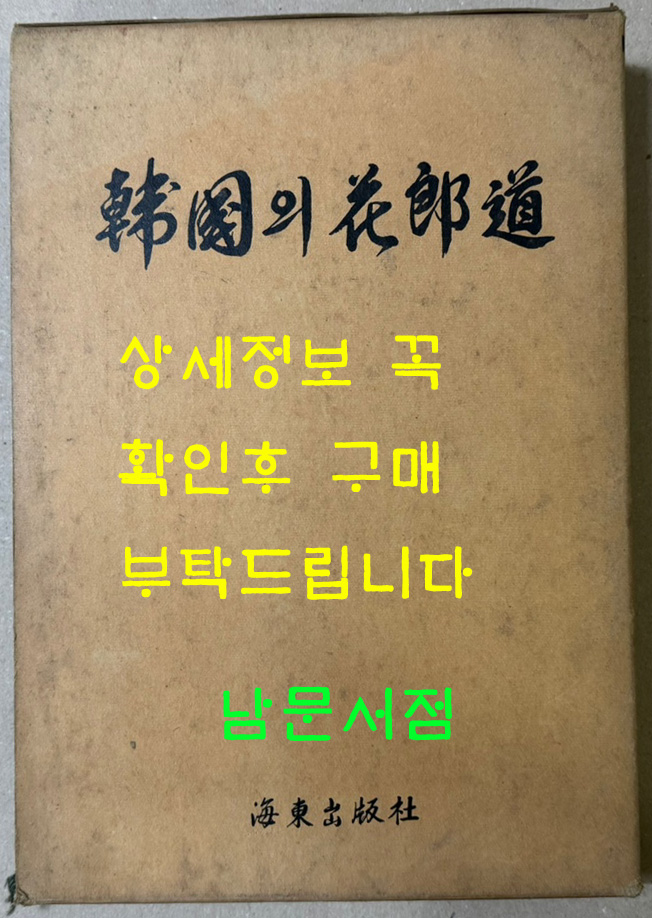 韓國의 花郎道
상세정보 꼭
확인후 구매
부탁드립니다
남문서점
海東出版社